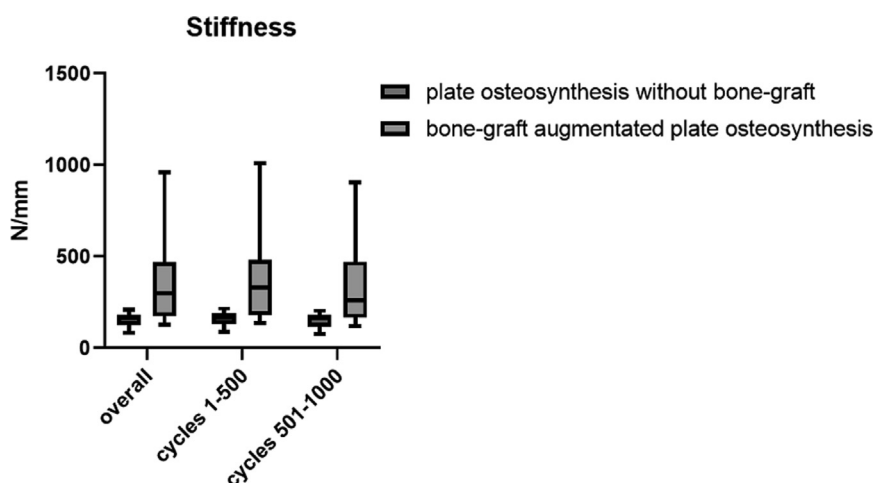 Stiffness
1500
1000
500
0
N/mm
plate osteosynthesis without bone-graft
bone-graft augmentated plate osteosynthesis
overall
cycles 1-500
cycles 501-1000